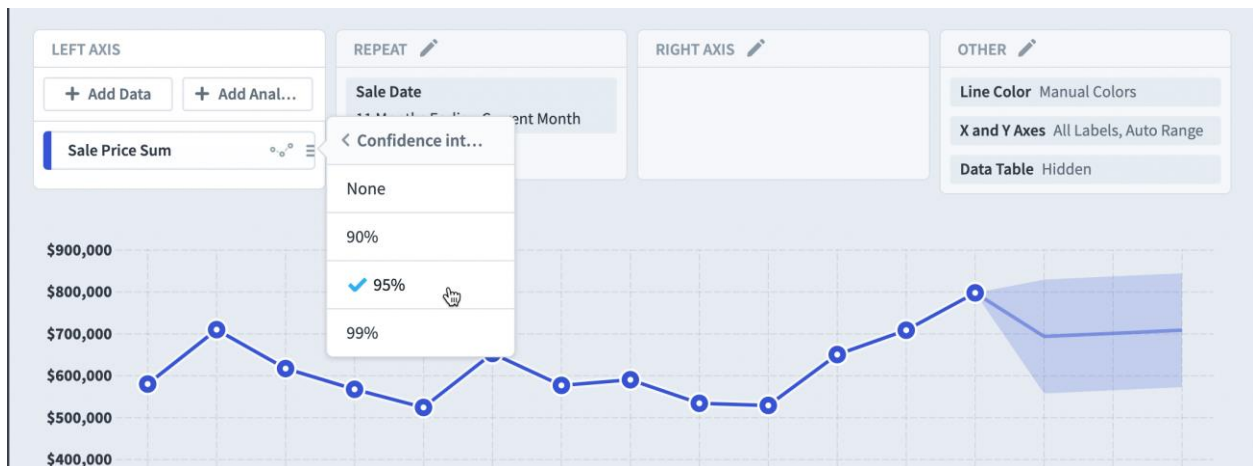 LEFT AXIS
+ Add Data
+ Add Anal...
Sale Price Sum
REPEAT
Sale Date
ent Month
RIGHT AXIS
OTHER
Line Color Manual Colors
X and Y Axes All Labels, Auto Range
Data Table Hidden
< Confidence int...
None
90%
95%
99%
$900,000
$800,000
$700,000
$600,000
$500,000
$400,000